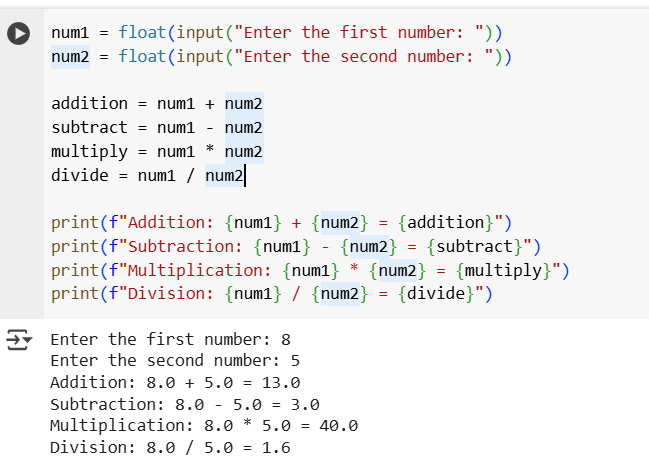 num1 = float(input("Enter the first number: "))
num2 = float(input("Enter the second number: "))
addition = num1 + num2
subtract = num1 - num2
multiply = num1 * num2
divide = num1 / num2
print(f"Addition: {num1} + {num2} = {addition}")
print(f"Subtraction: {num1} - {num2} = {subtract}")
print(f"Multiplication: {num1} * {num2} = {multiply}")
print(f"Division: {num1} / {num2} = {divide}")
Enter the first number: 8
Enter the second number: 5
Addition: 8.0 + 5.0 = 13.0
Subtraction: 8.0 - 5.0 = 3.0
Multiplication: 8.0 * 5.0 = 40.0
Division: 8.0 / 5.0 = 1.6